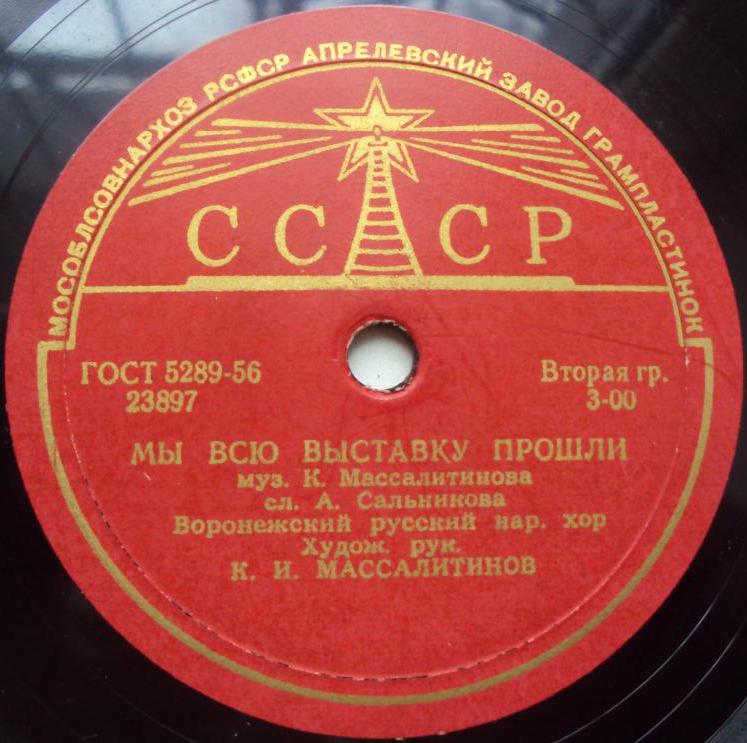 МОСОБЛСОВНАРХОЗ РСФСР АПРЕЛЕВСКИЙ ЗАВОД ГРАМПЛАСТИНОК
СССР
ГОСТ 5289-56
23897
Вторая гр.
3-00
МЫ ВСЮ ВЫСТАВКУ ПРОШЛИ
муз. К. Массалитинова
сл. А. Сальникова
Воронежский русский нар. хор
Худож. рук.
К. И. МАССАЛИТИНОВ